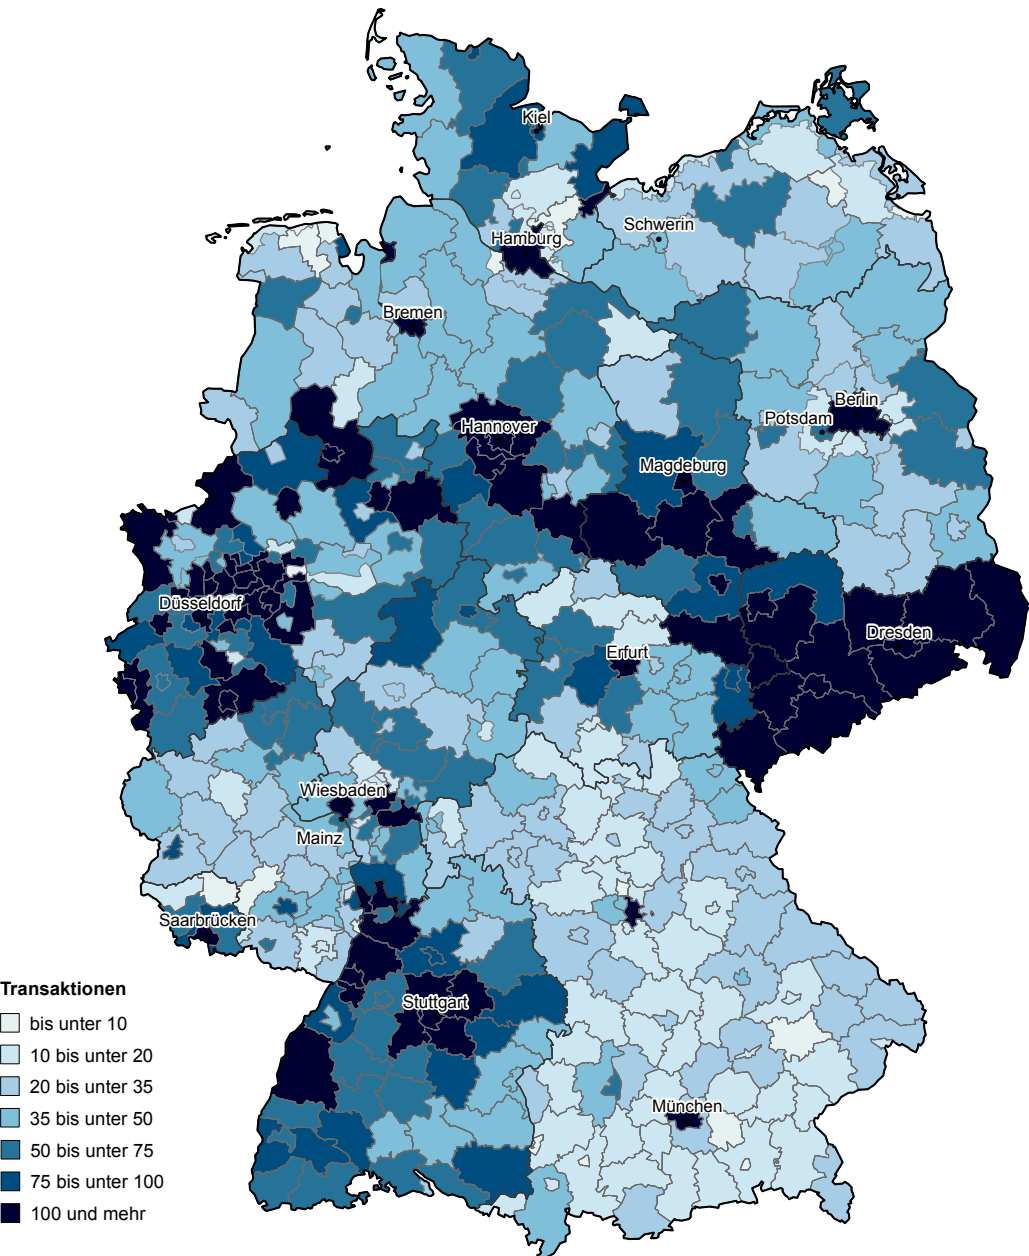 Kiel
Schwerin
Hamburg
Bremen
Berlin
Potsdam
Hannover
Magdeburg
Düsseldorf
Dresden
Erfurt
Wiesbaden
Mainz
Saarbrücken
Stuttgart
München
Transaktionen
bis unter 10
10 bis unter 20
20 bis unter 35
35 bis unter 50
50 bis unter 75
75 bis unter 100
100 und mehr